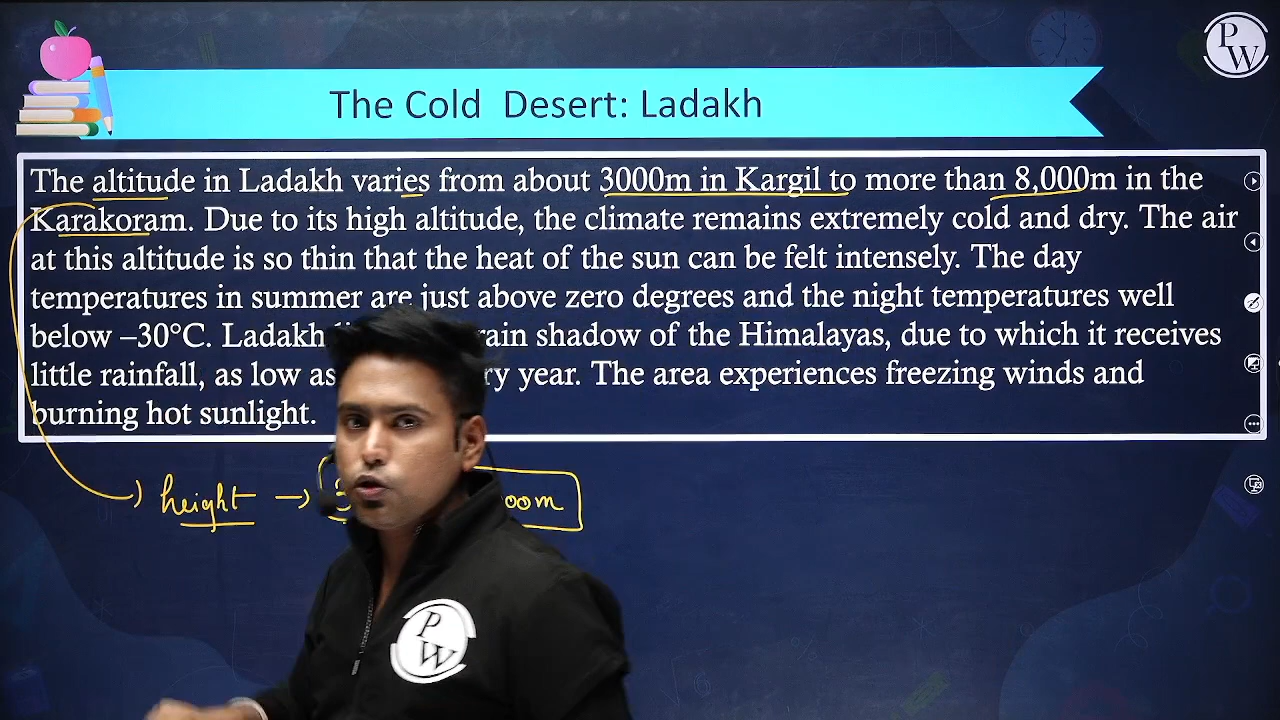 P
W
The Cold Desert: Ladakh
The altitude in Ladakh varies from about 3000m in Kargil to more than 8,000m in the
Karakoram. Due to its high altitude, the climate remains extremely cold and dry. The air
at this altitude is so thin that the heat of the sun can be felt intensely. The day
temperatures in summer are just above zero degrees and the night temperatures well
below –30°C. Ladakh rain shadow of the Himalayas, due to which it receives
little rainfall, as low as year. The area experiences freezing winds and
burning hot sunlight.
height → 3 00m
P
W